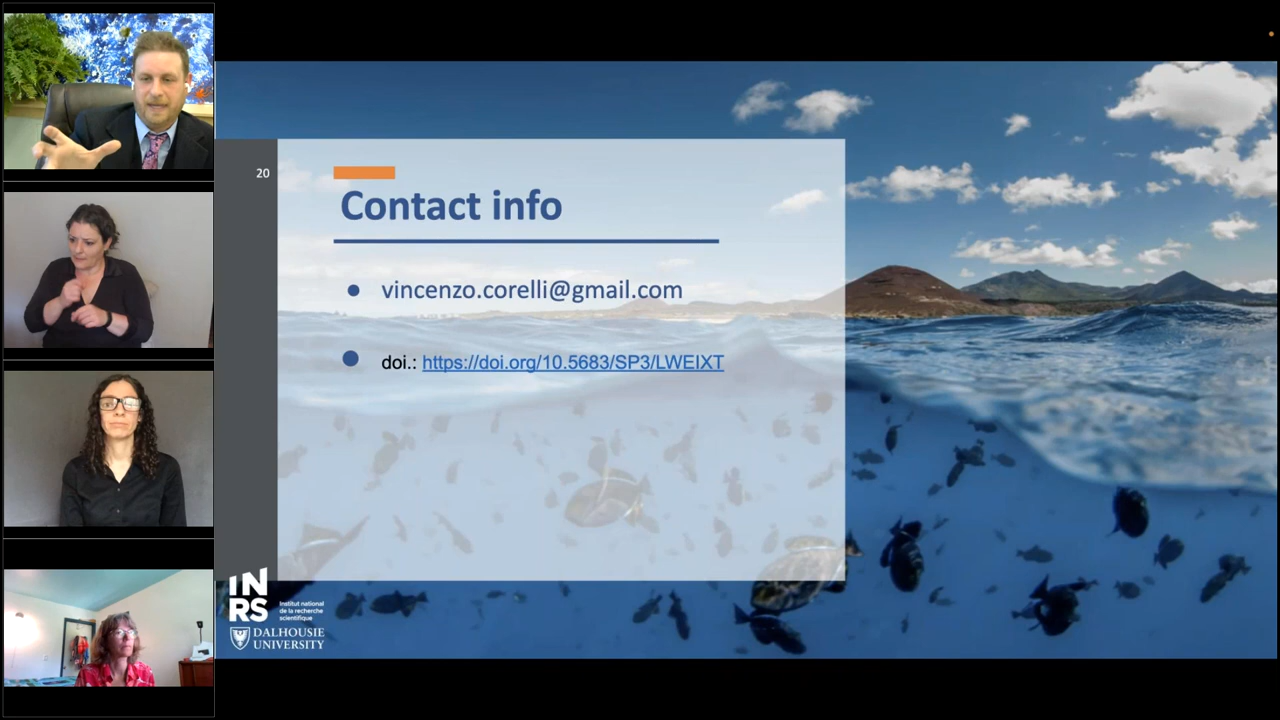 20
Contact info
● vincenzo.corelli@gmail.com
● doi.: https://doi.org/10.5683/SP3/LWEIXT
INRS
Institut national
de la recherche
scientifique
DALHOUSIE
UNIVERSITY